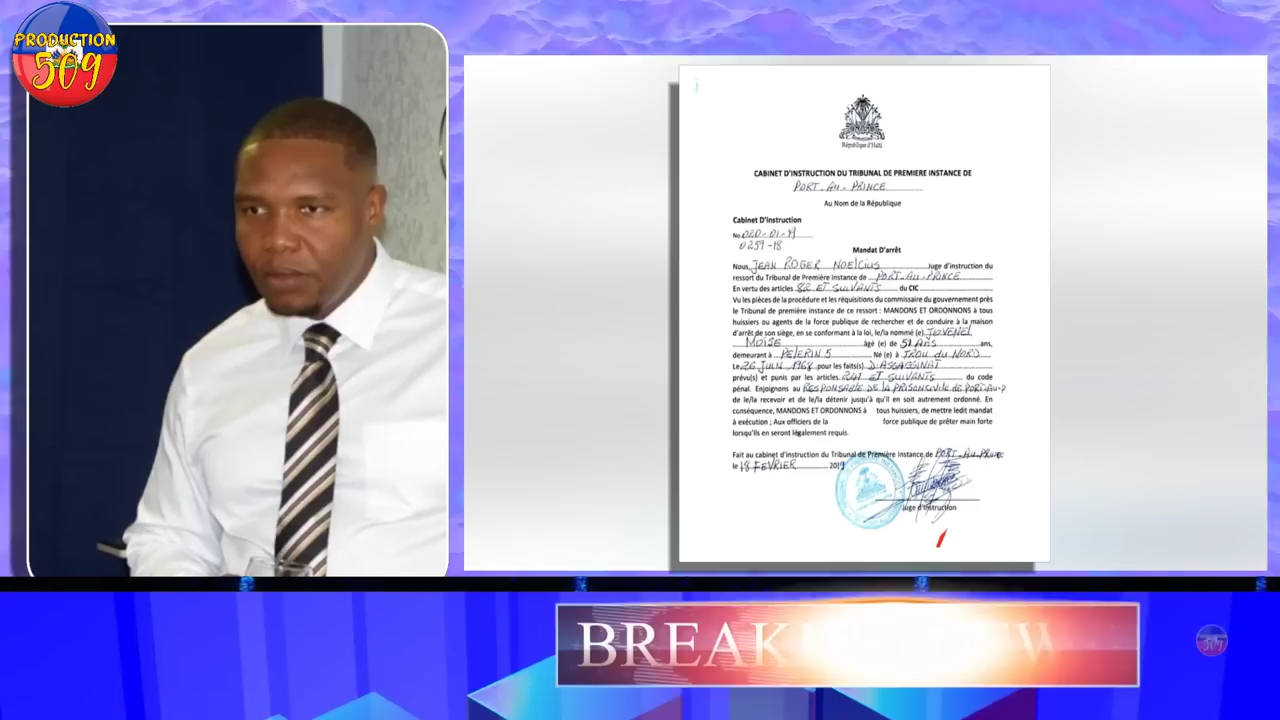 PRODUCTION
509
République d'Haïti
CABINET D'INSTRUCTION DU TRIBUNAL DE PREMIERE INSTANCE DE
PORT-AU-PRINCE
Au Nom de la République
Cabinet D'instruction
No. 020-01-19
0259-18
Mandat D'arrêt
Nous, JEAN ROGER NOELCIUS Juge d'instruction du
ressort du Tribunal de Première Instance de PORT-AU-PRINCE
En vertu des articles 82 ET SUIVANTS du CIC
Vu les pièces de la procédure et les réquisitions du commissaire du gouvernement près
le Tribunal de première instance de ce ressort : MANDONS ET ORDONNONS à tous
huissiers ou agents de la force publique de rechercher et de conduire à la maison
d'arrêt de son siège, en se conformant à la loi, le/la nommé (e) JOVENEL
MOISE âgé (e) de 51 Ans ans,
demeurant à PELERIN 5 Né (e) à TROU du NORD
Le 26 JUIN 1968 pour les faits(s) D ASSASSINAT
prévu(s) et punis par les articles 241 ET SUIVANTS du code
pénal. Enjoignons au RESPONSABLE DE LA PRISON CIVILE DE PORT-AU-P
de le/la recevoir et de le/la détenir jusqu'à qu'il en soit autrement ordonné. En
conséquence, MANDONS ET ORDONNONS à tous huissiers, de mettre ledit mandat
à exécution ; Aux officiers de la force publique de prêter main forte
lorsqu'ils en seront légalement requis.
Fait au cabinet d'instruction du Tribunal de Première Instance de PORT-AU-PRINCE
le 18 FEVRIER 2019
Juge d'Instruction
BREAK
509